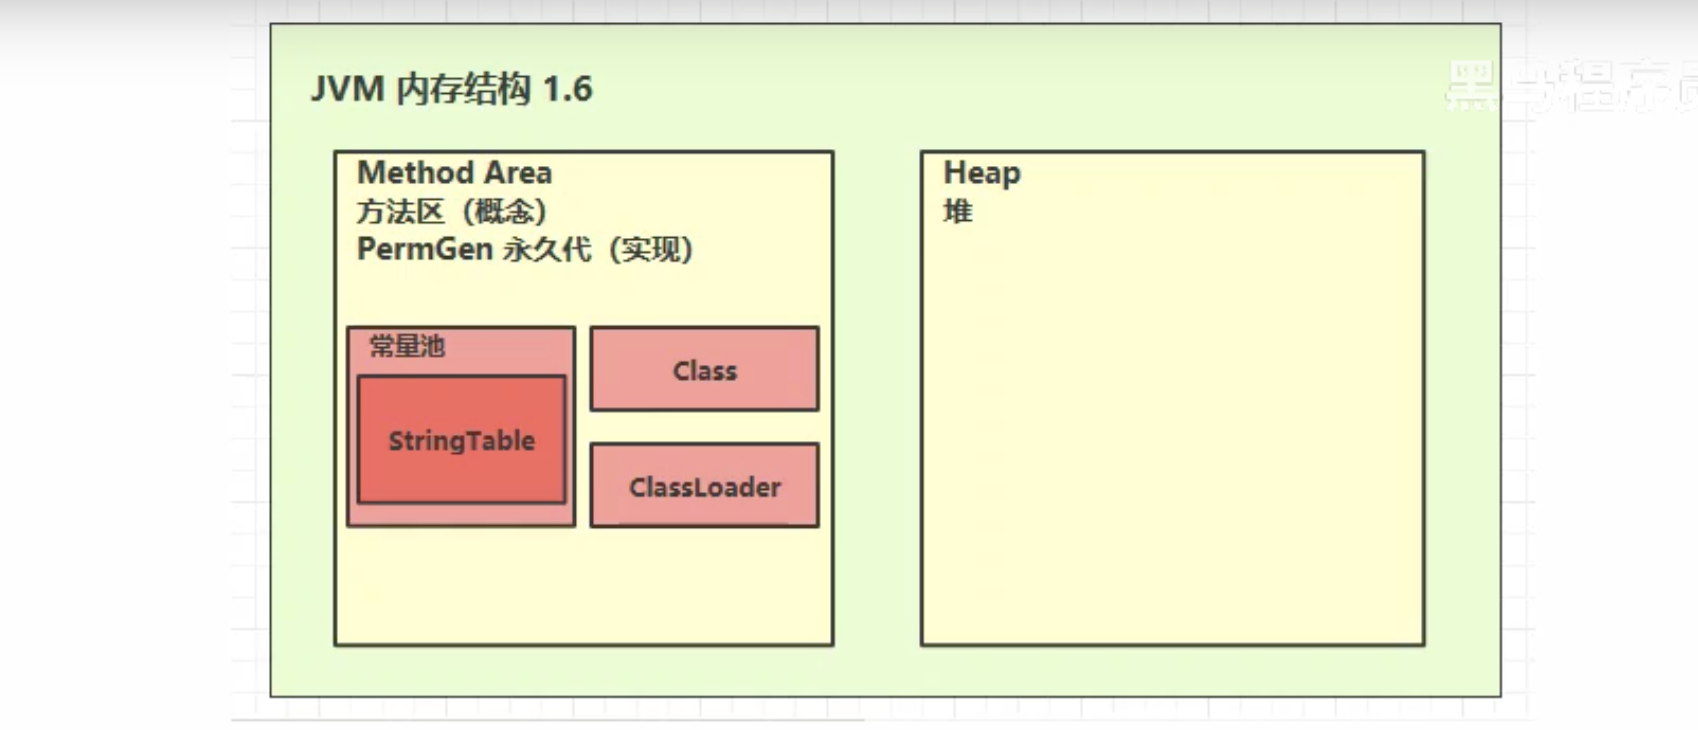 JVM 内存结构 1.6
黑马程序员
Method Area
方法区（概念）
PermGen 永久代（实现）
Heap
堆
常量池
StringTable
Class
ClassLoader